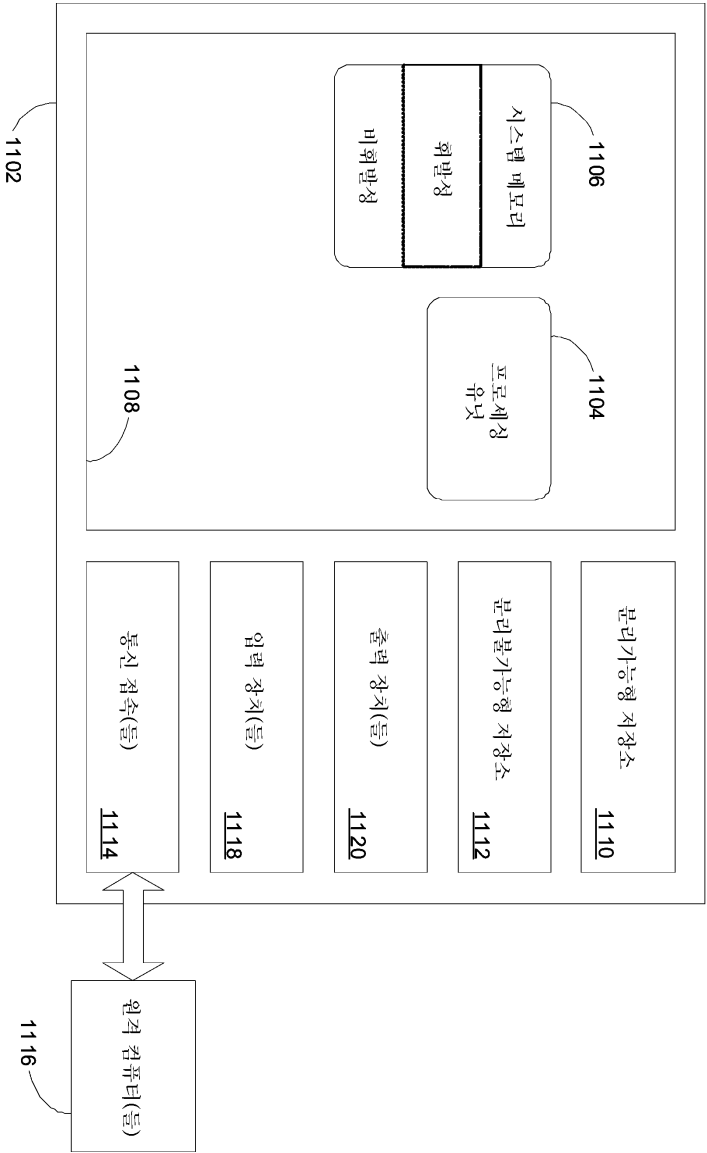 1102
1106
시스템 메모리
휘발성
비휘발성
1104
프로세싱
유닛
1108
분리가능형 저장소
1110
분리불가능형 저장소
1112
출력 장치(들)
1120
입력 장치(들)
1118
통신 접속(들)
1114
원격 컴퓨터(들)
1116